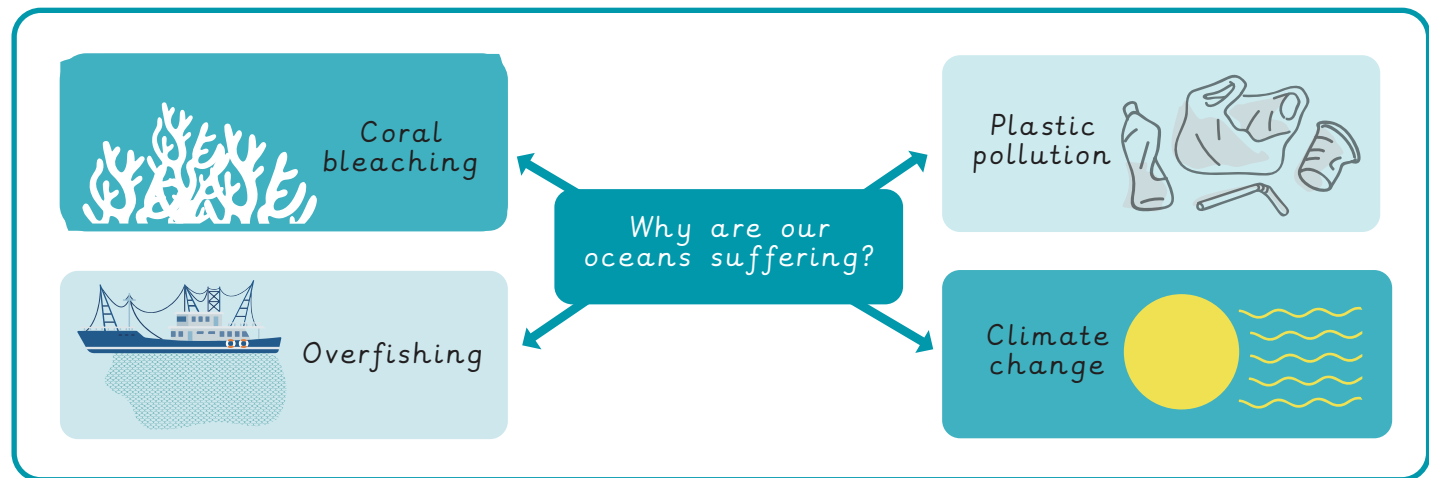 Coral
bleaching
Plastic
pollution
Why are our
oceans suffering?
Overfishing
Climate
change